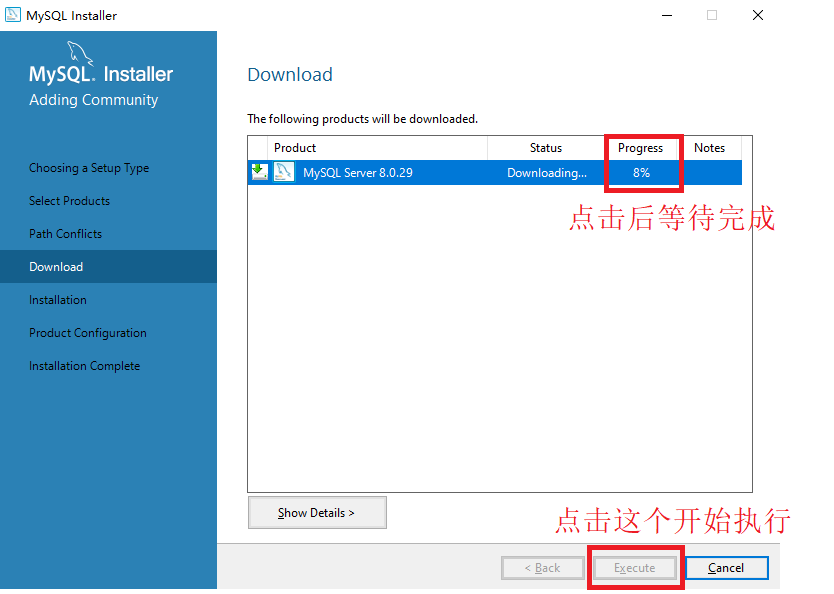 MySQL Installer
MySQL. Installer
Adding Community
Choosing a Setup Type
Select Products
Path Conflicts
Download
Installation
Product Configuration
Installation Complete
Download
The following products will be downloaded.
Product Status Progress Notes
MySQL Server 8.0.29 Downloading... 8%
点击后等待完成
Show Details >
点击这个开始执行
< Back Execute Cancel